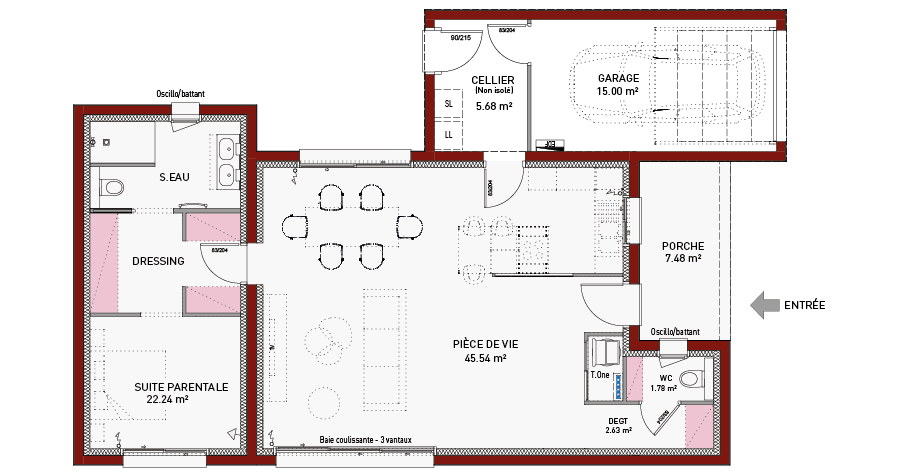 90/215
83/204
CELLIER
(Non isolé)
5.68 m²
GARAGE
15.00 m²
SL
LL
EDF
Oscillo/battant
S.EAU
83/204
DRESSING
83/204
PORCHE
7.48 m²
ENTRÉE
PIÈCE DE VIE
45.54 m²
Oscillo/battant
T.One
WC
1.78 m²
SUITE PARENTALE
22.24 m²
DEGT
2.63 m²
Baie coulissante - 3 vantaux